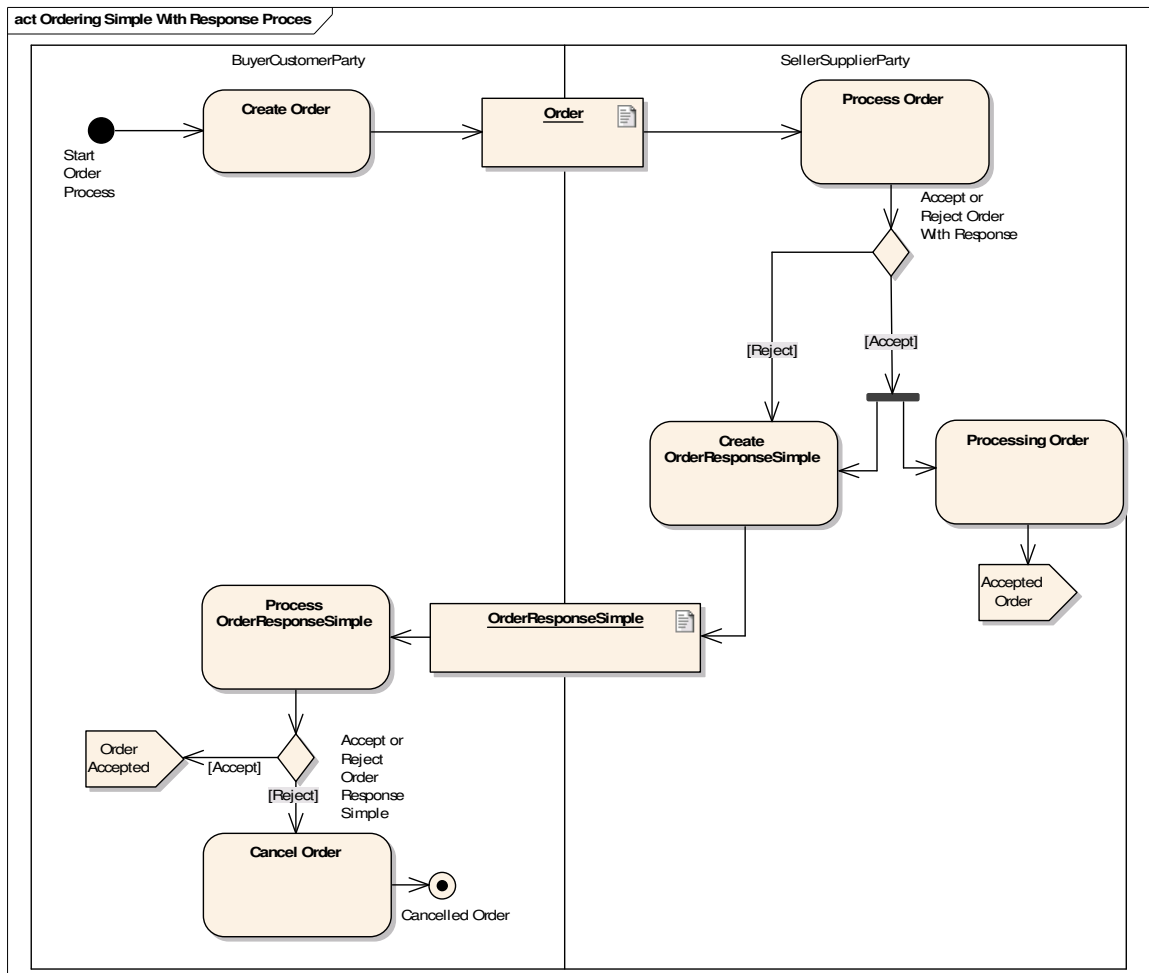 act Ordering Simple With Response Proces
BuyerCustomerParty
SellerSupplierParty
Create Order
Order
Process Order
Start
Order
Process
Accept or
Reject Order
With Response
[Reject]
[Accept]
Create
OrderResponseSimple
Processing Order
Accepted
Order
Process
OrderResponseSimple
OrderResponseSimple
Order
Accepted
[Accept]
[Reject]
Accept or
Reject
Order
Response
Simple
Cancel Order
Cancelled Order